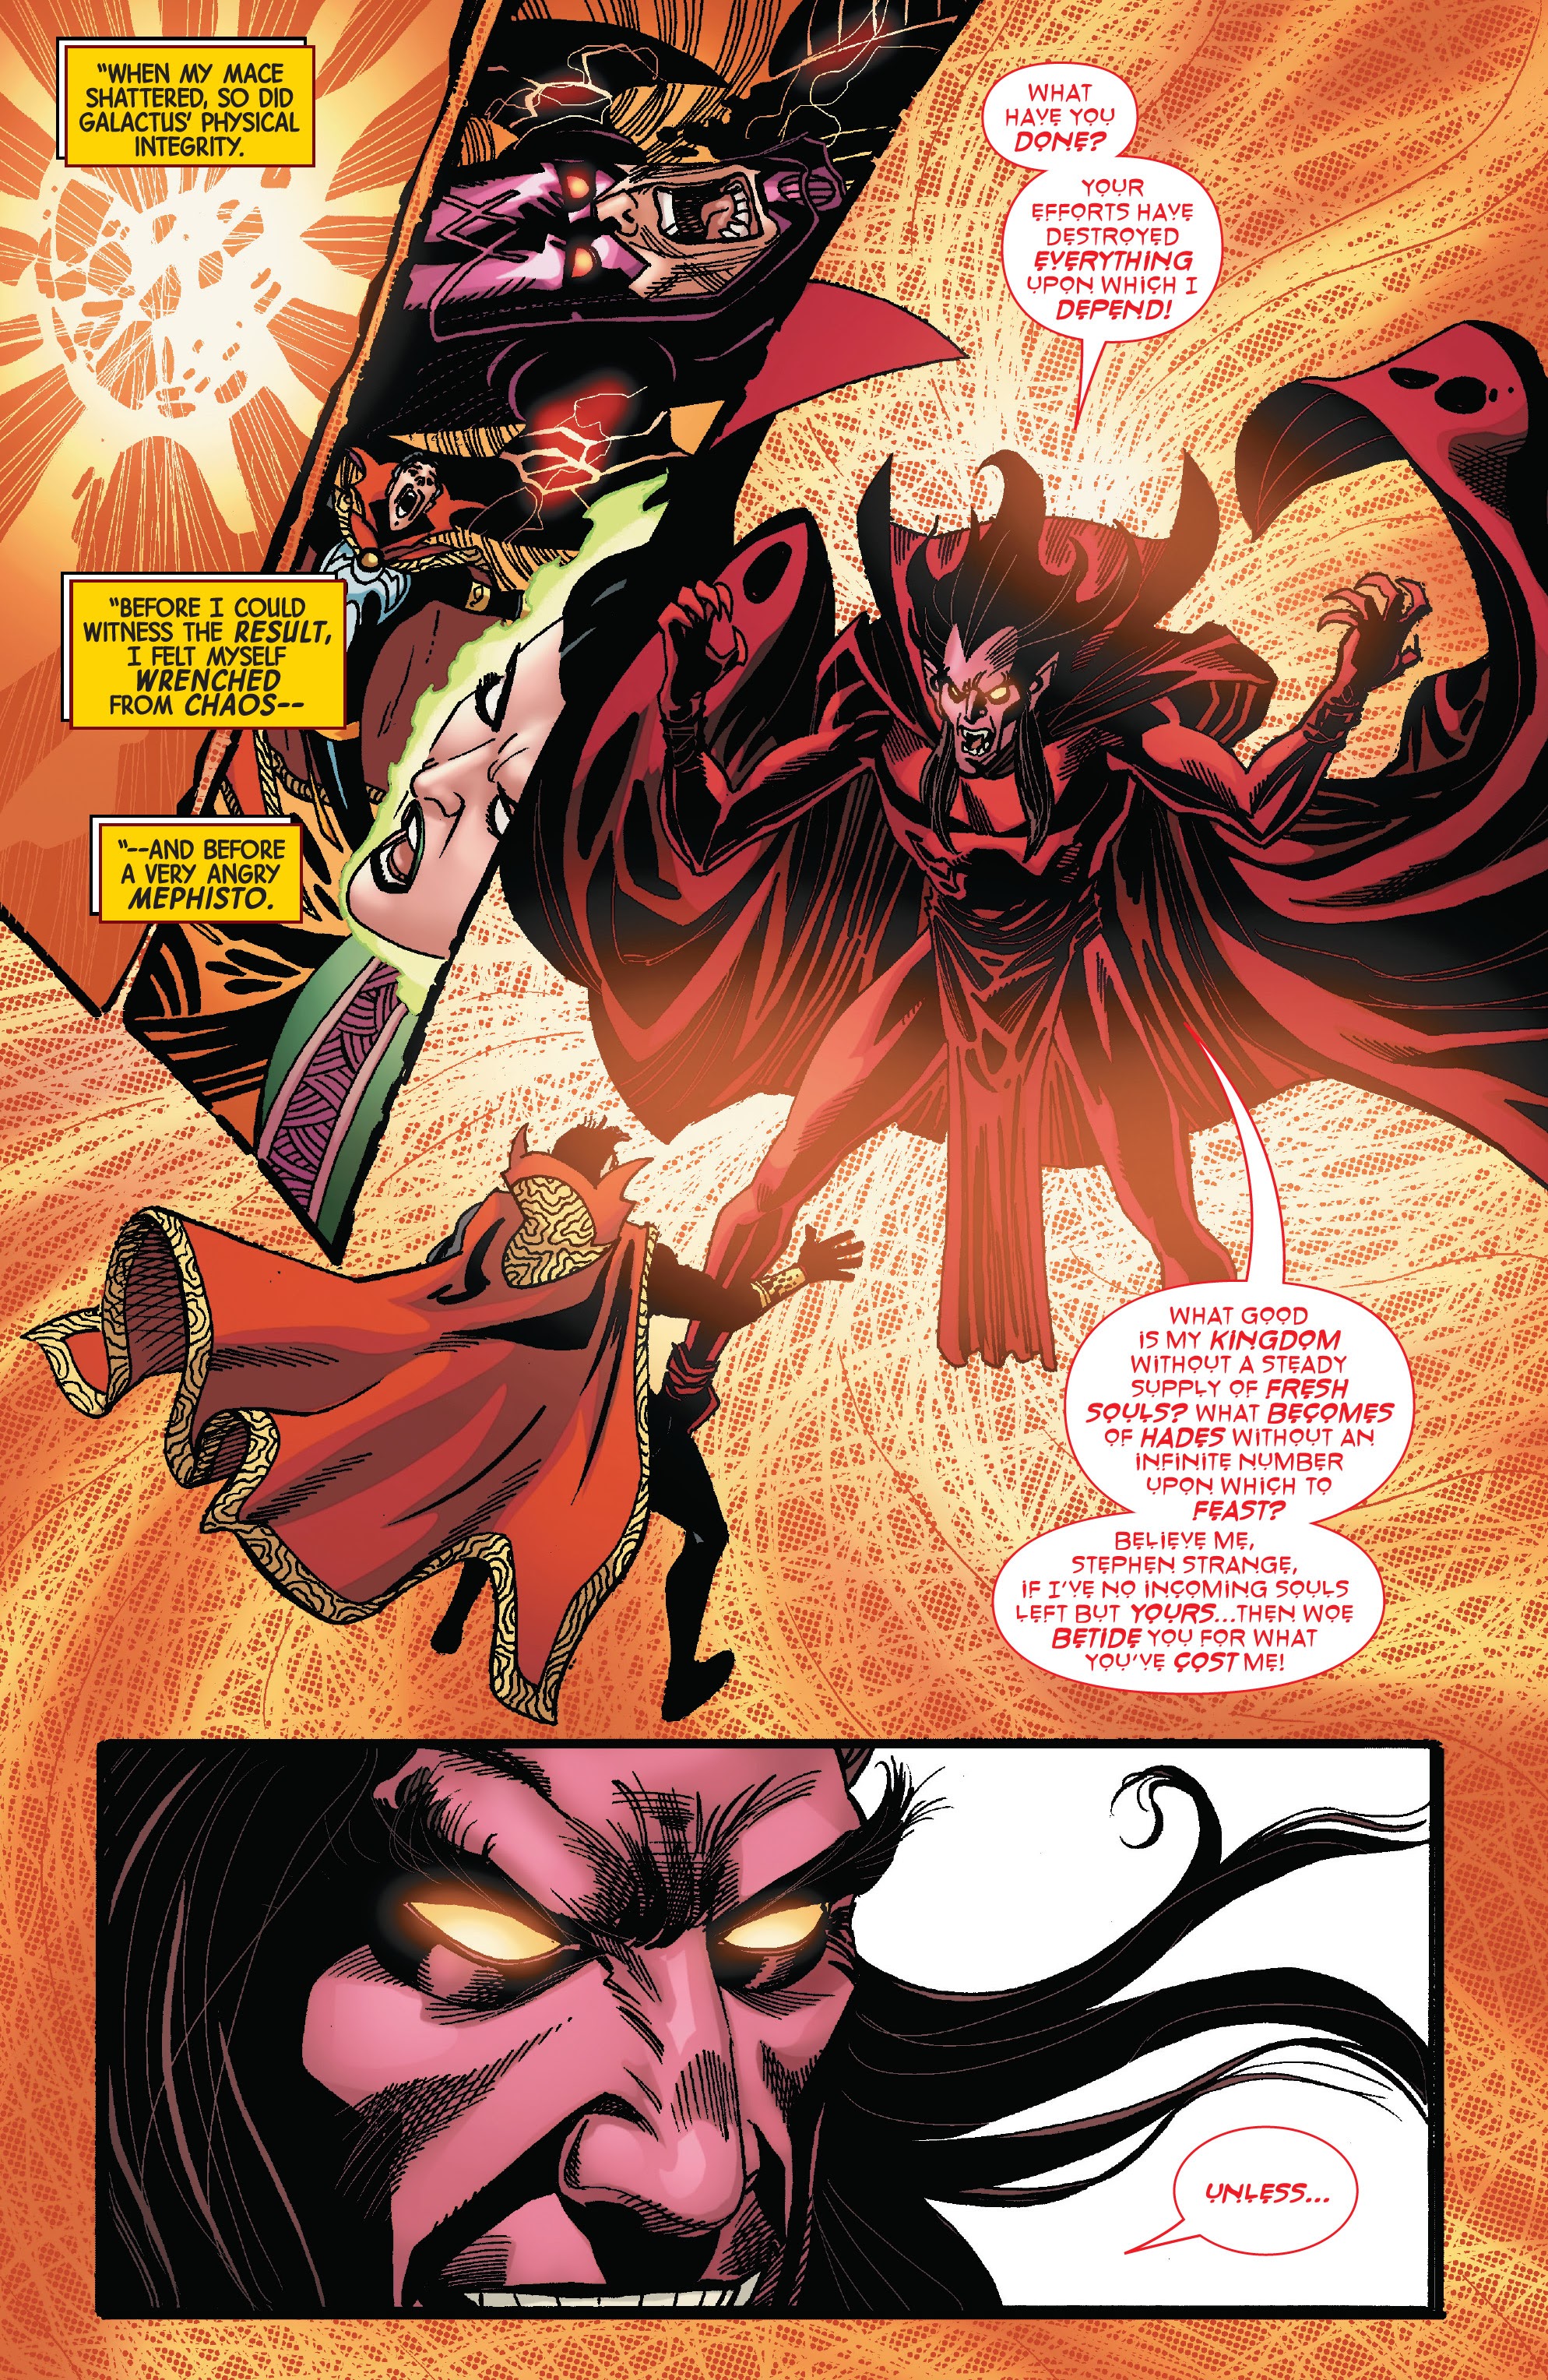 "WHEN MY MACE
SHATTERED, SO DID
GALACTUS' PHYSICAL
INTEGRITY.
WHAT
HAVE YOU
DONE?
YOUR
EFFORTS HAVE
DESTROYED
EVERYTHING
UPON WHICH I
DEPEND!
"BEFORE I COULD
WITNESS THE RESULT,
I FELT MYSELF
WRENCHED
FROM CHAOS--
"--AND BEFORE
A VERY ANGRY
MEPHISTO.
WHAT GOOD
IS MY KINGDOM
WITHOUT A STEADY
SUPPLY OF FRESH
SOULS? WHAT BECOMES
OF HADES WITHOUT AN
INFINITE NUMBER
UPON WHICH TO
FEAST?
BELIEVE ME,
STEPHEN STRANGE,
IF I'VE NO INCOMING SOULS
LEFT BUT YOURS...THEN WOE
BETIDE YOU FOR WHAT
YOU'VE COST ME!
UNLESS...